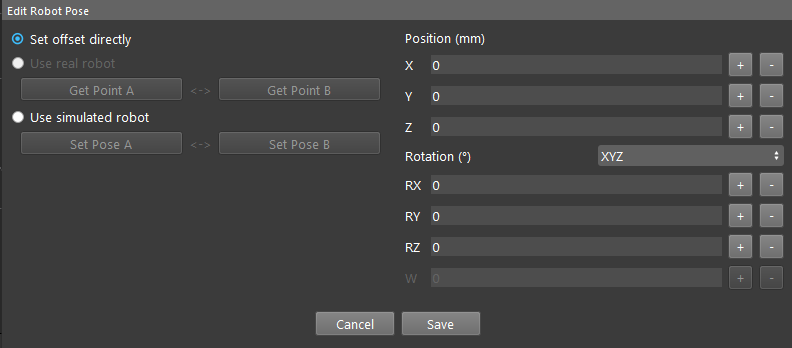 Edit Robot Pose
Set offset directly
Use real robot
Get Point A <-> Get Point B
Use simulated robot
Set Pose A <-> Set Pose B
Position (mm)
X 0 + -
Y 0 + -
Z 0 + -
Rotation (°) XYZ
RX 0 + -
RY 0 + -
RZ 0 + -
W 0 + -
Cancel Save